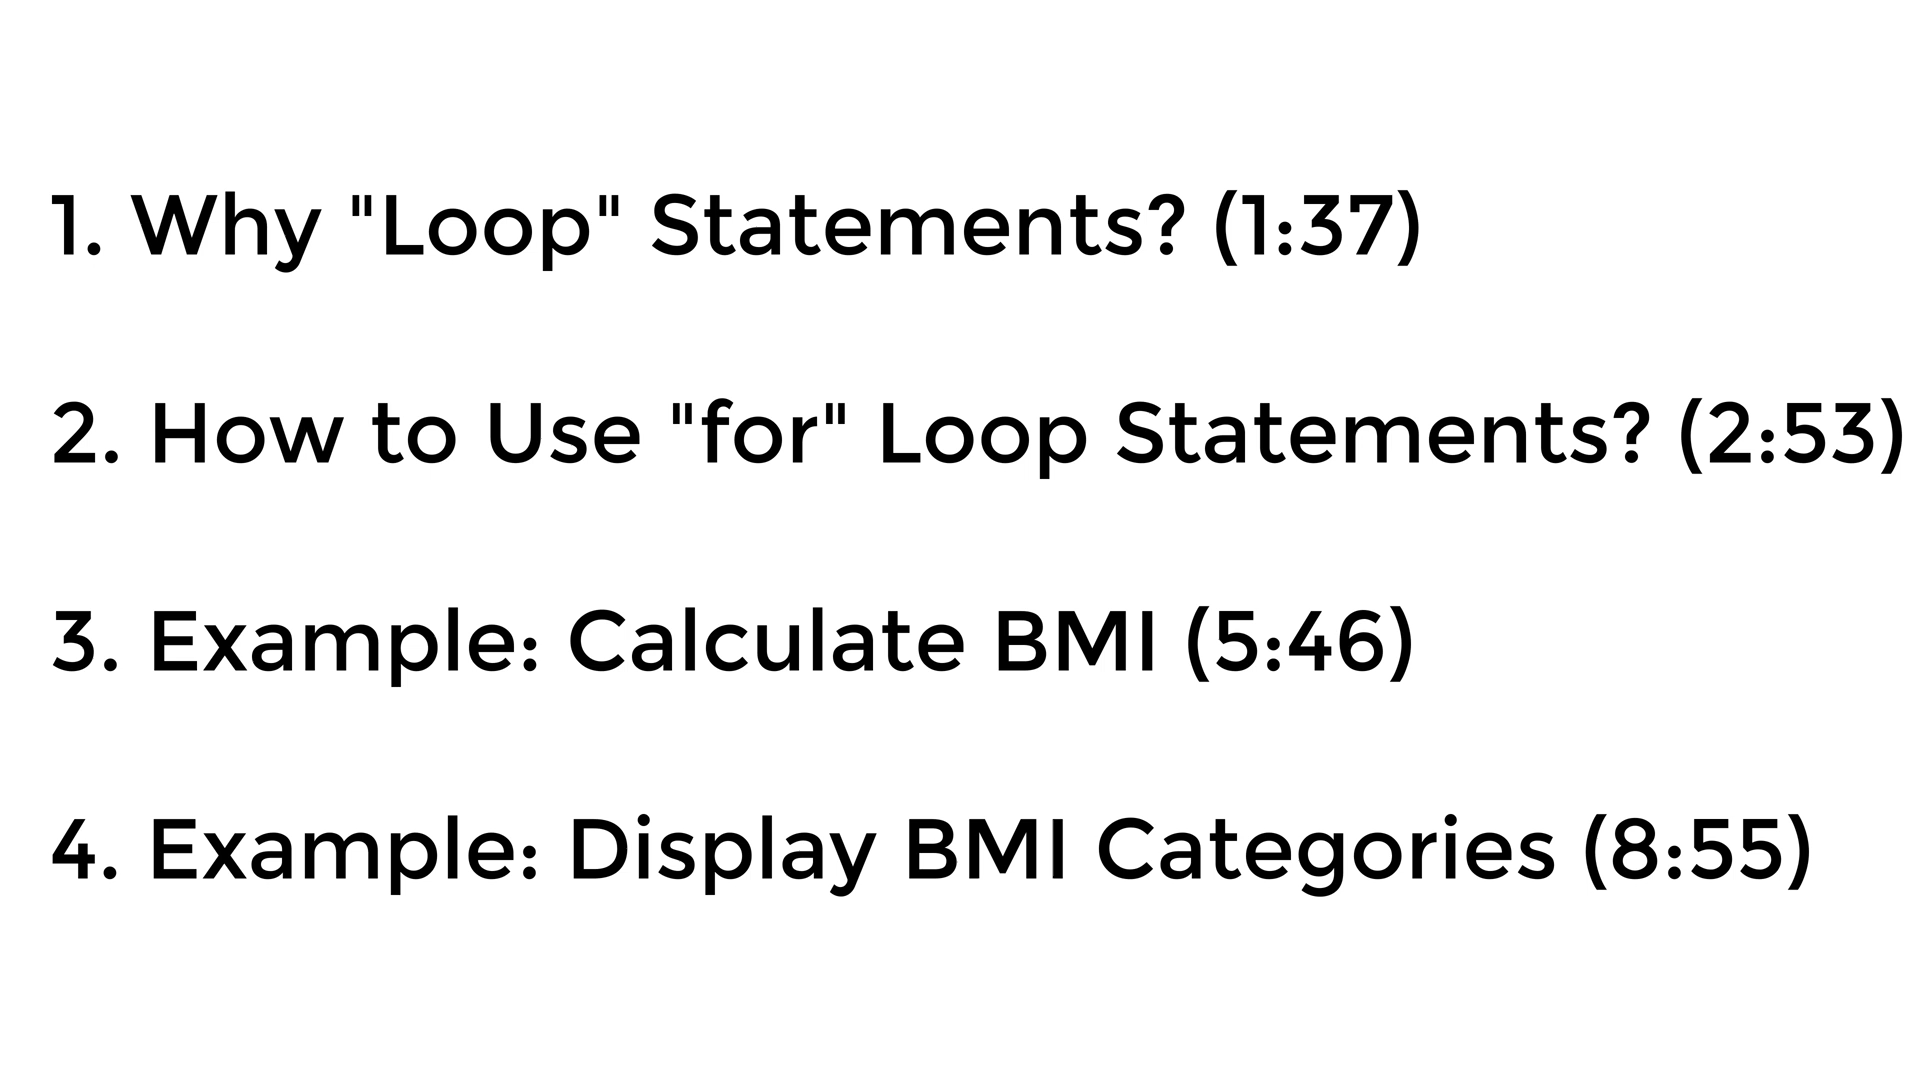 1. Why "Loop" Statements? (1:37)
2. How to Use "for" Loop Statements? (2:53)
3. Example: Calculate BMI (5:46)
4. Example: Display BMI Categories (8:55)